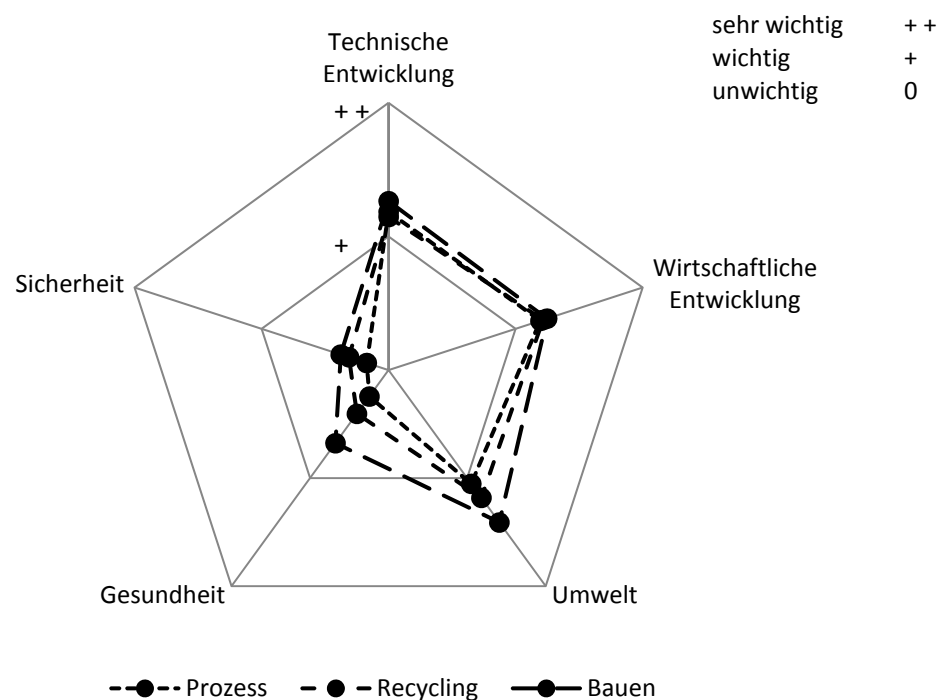 sehr wichtig + +
wichtig +
unwichtig 0
Technische
Entwicklung
+ +
+
Sicherheit
Wirtschaftliche
Entwicklung
Gesundheit
Umwelt
Prozess Recycling Bauen